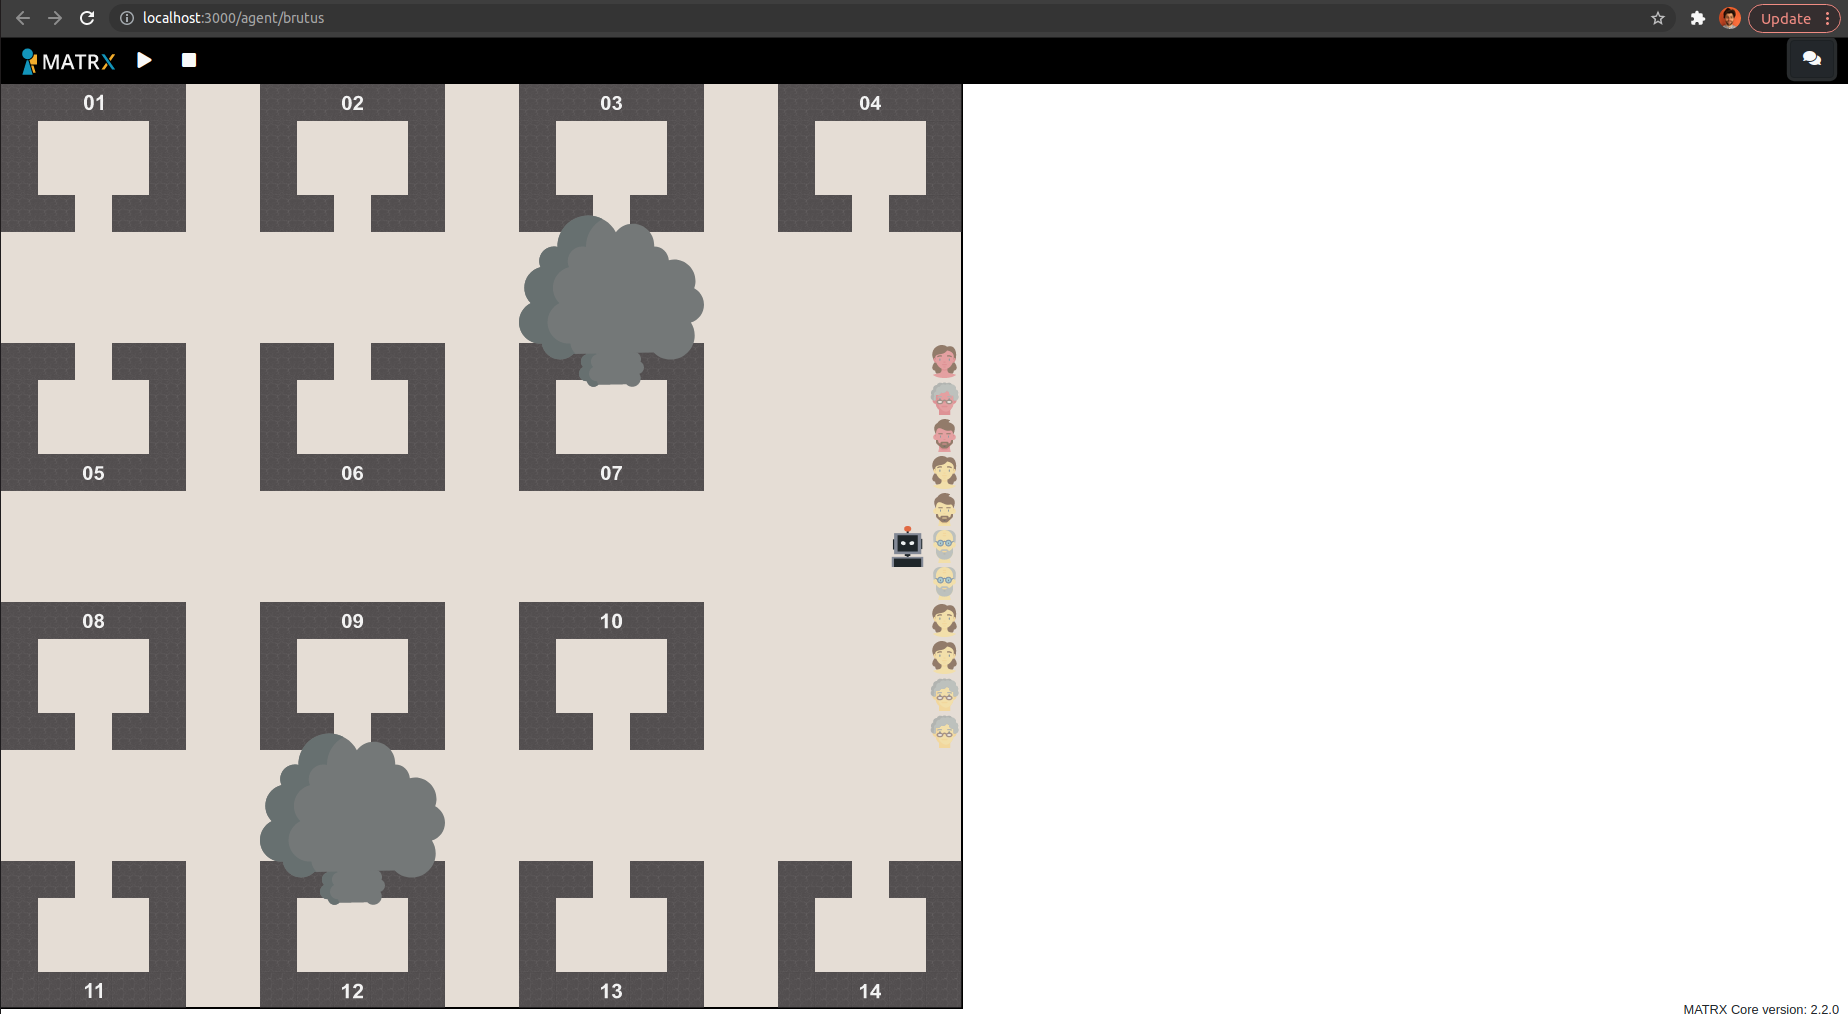 localhost:3000/agent/brutus
Update
MATRX
01 02 03 04
05 06 07
08 09 10
11 12 13 14
MATRX Core version: 2.2.0